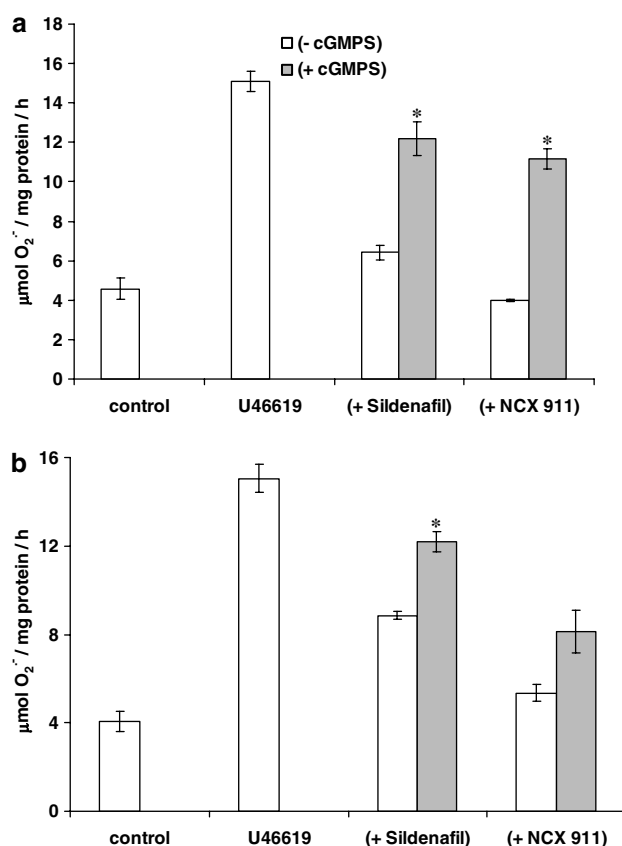 a
18
16
14
12
10
8
6
4
2
0
μmol O₂·⁻ / mg protein / h
(- cGMPS)
(+ cGMPS)
*
*
control U46619 (+ Sildenafil) (+ NCX 911)
b
16
12
8
4
0
μmol O₂·⁻ / mg protein / h
*
control U46619 (+ Sildenafil) (+ NCX 911)